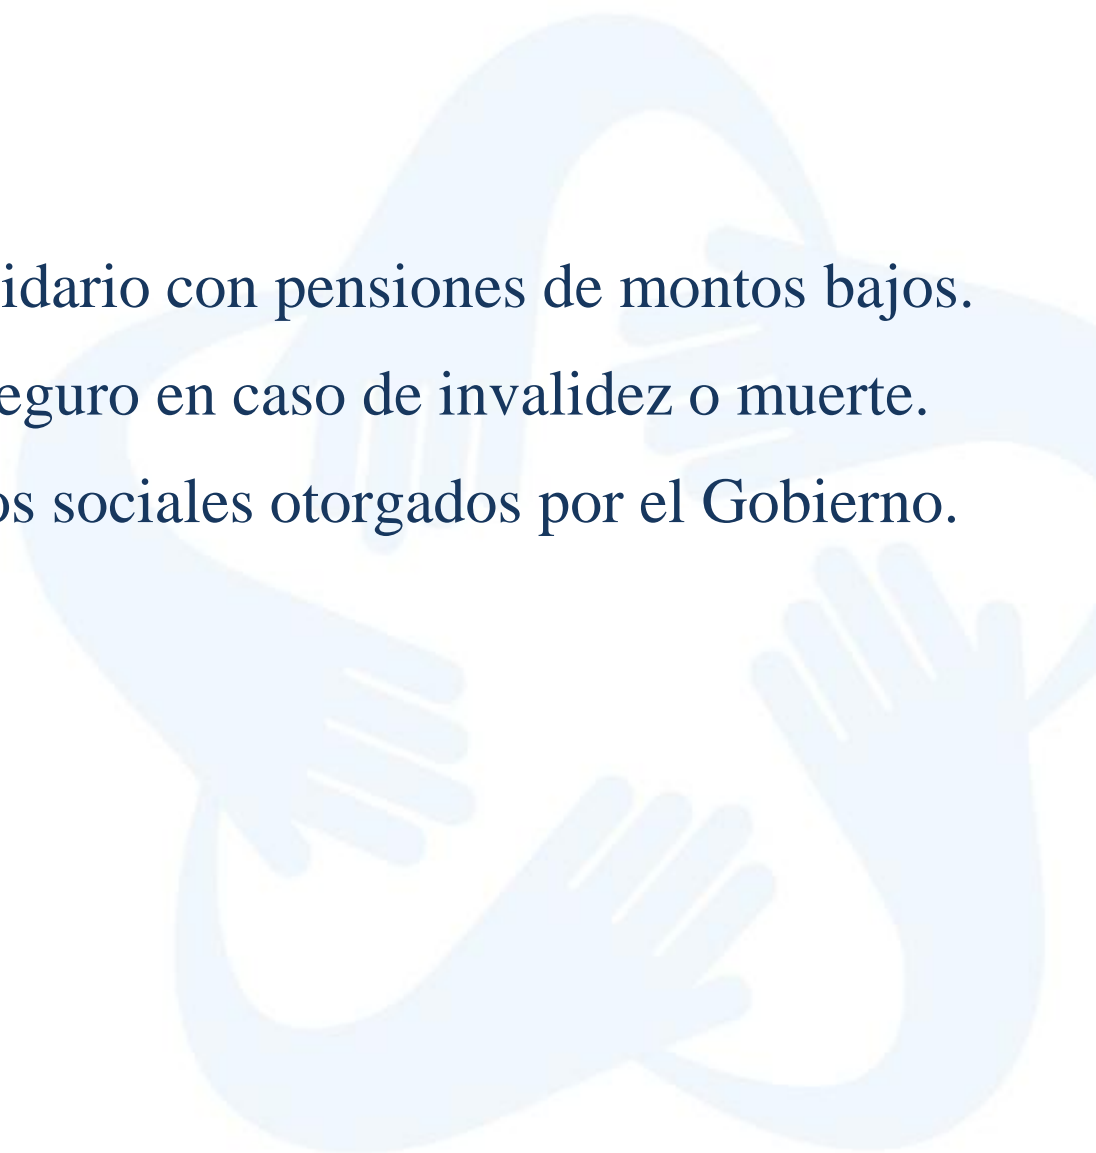 idario con pensiones de montos bajos.
eguro en caso de invalidez o muerte.
os sociales otorgados por el Gobierno.